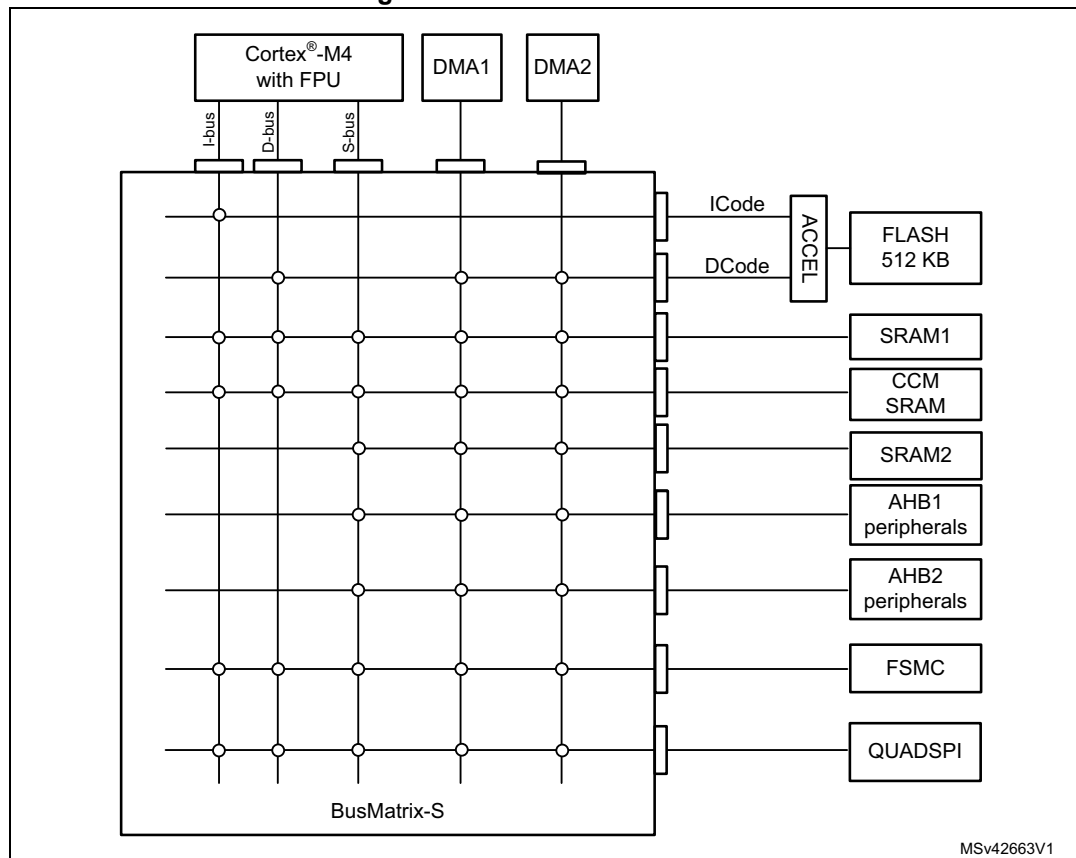 Cortex®-M4
with FPU
DMA1
DMA2
I-bus
D-bus
S-bus
ICode
ACCEL
FLASH
512 KB
DCode
SRAM1
CCM
SRAM
SRAM2
AHB1
peripherals
AHB2
peripherals
FSMC
QUADSPI
BusMatrix-S
MSv42663V1